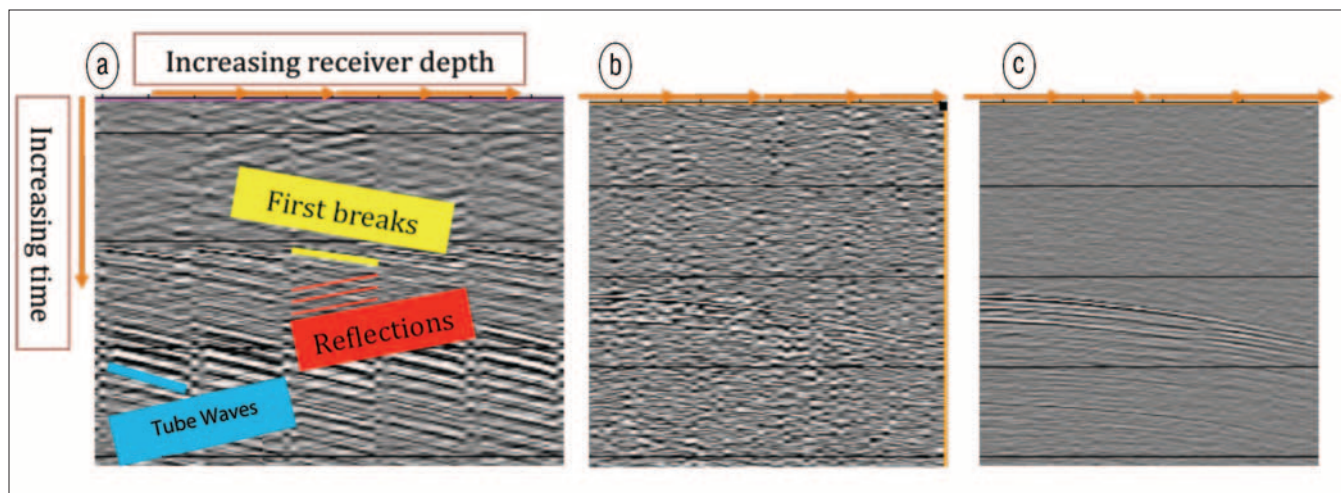 a
Increasing receiver depth
b
c
Increasing time
First breaks
Reflections
Tube Waves